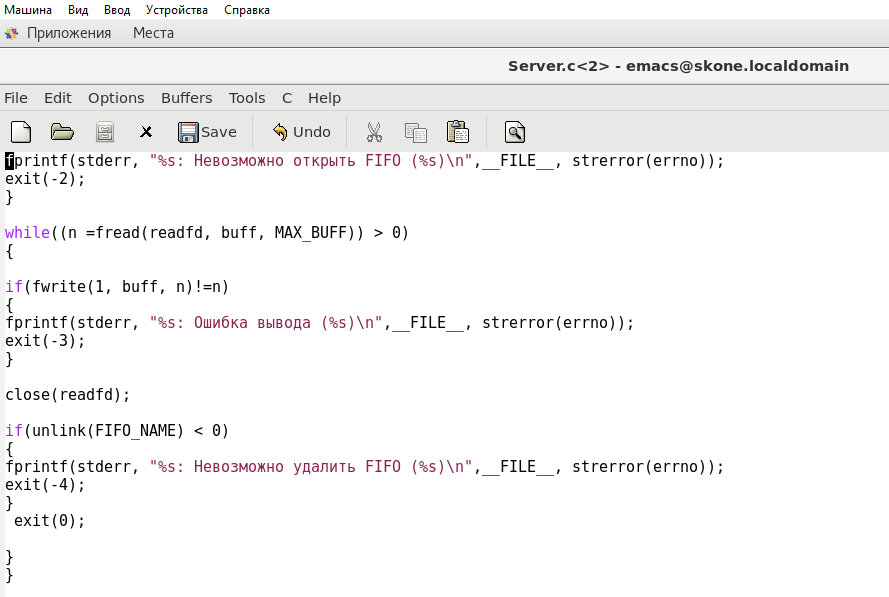 Машина Вид Ввод Устройства Справка
Приложения Места
Server.c<2> - emacs@skone.localdomain
File Edit Options Buffers Tools C Help
Save Undo
fprintf(stderr, "%s: Невозможно открыть FIFO (%s)\n",__FILE__, strerror(errno));
exit(-2);
}
while((n =fread(readfd, buff, MAX_BUFF)) > 0)
{
if(fwrite(1, buff, n)!=n)
{
fprintf(stderr, "%s: Ошибка вывода (%s)\n",__FILE__, strerror(errno));
exit(-3);
}
close(readfd);
if(unlink(FIFO_NAME) < 0)
{
fprintf(stderr, "%s: Невозможно удалить FIFO (%s)\n",__FILE__, strerror(errno));
exit(-4);
}
exit(0);
}
}